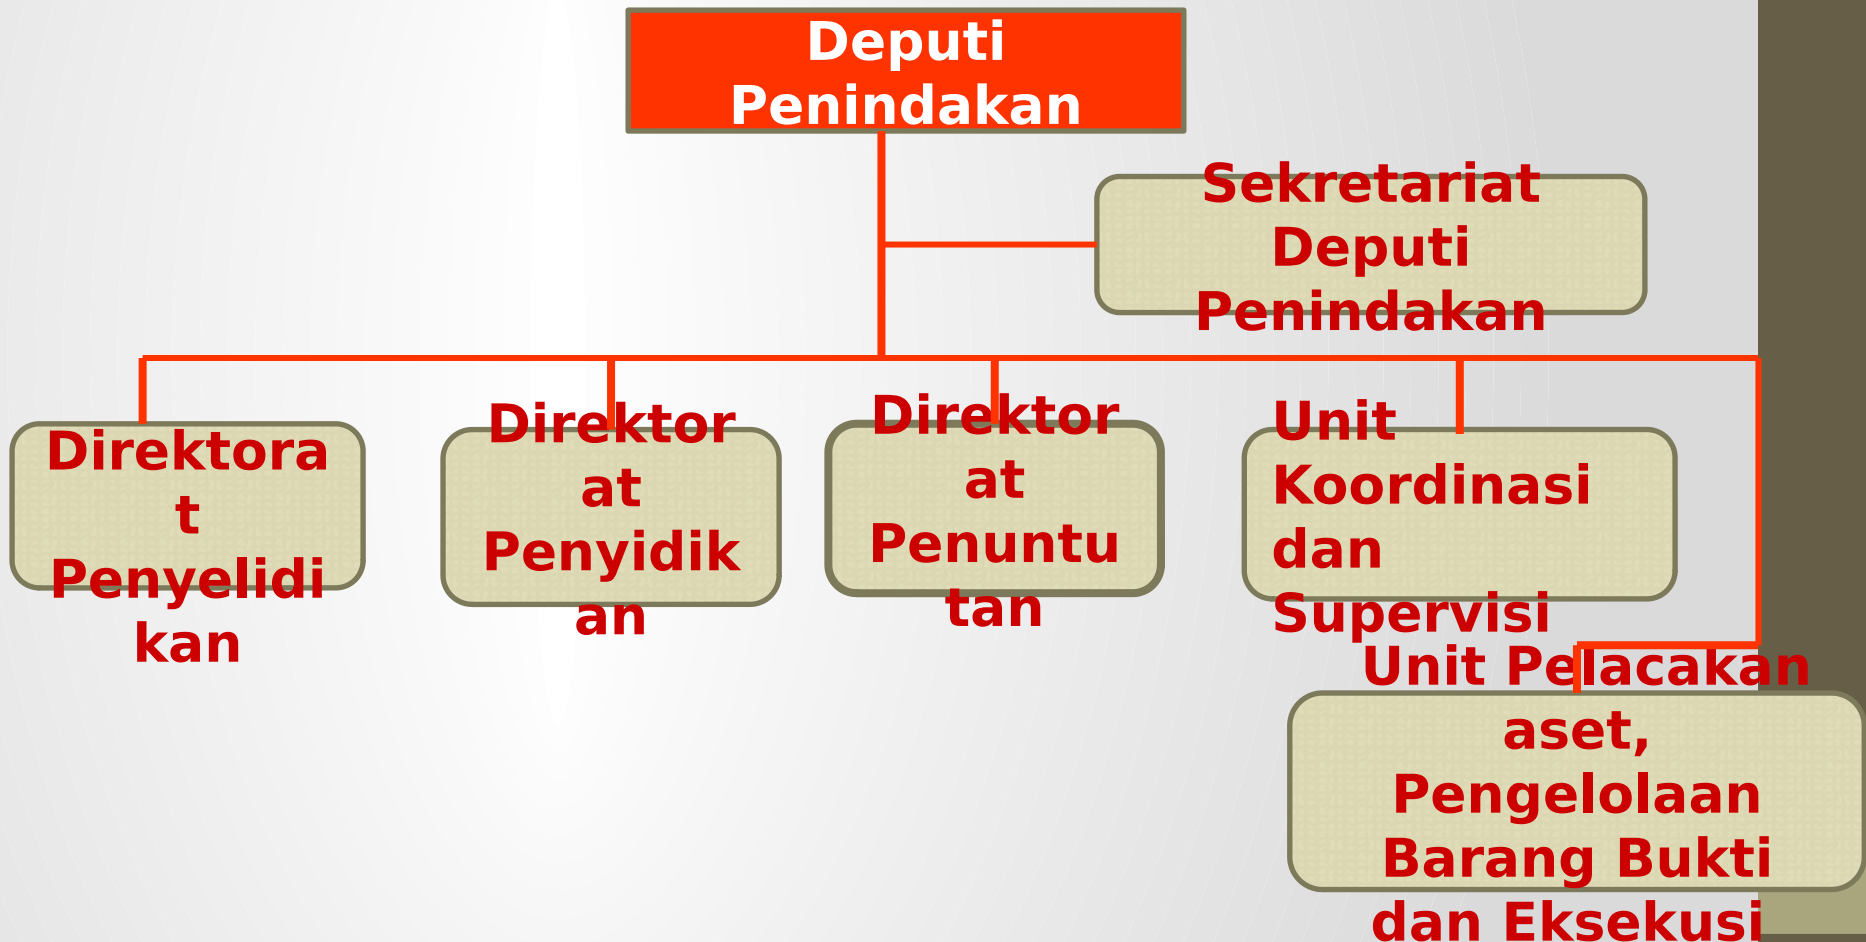 Deputi
Penindakan
Sekretariat
Deputi
Penindakan
Direktora
t
Penyelidi
kan
Direktor
at
Penyidik
an
Direktor
at
Penuntu
tan
Unit
Koordinasi
dan
Supervisi
Unit Pelacakan
aset,
Pengelolaan
Barang Bukti
dan Eksekusi